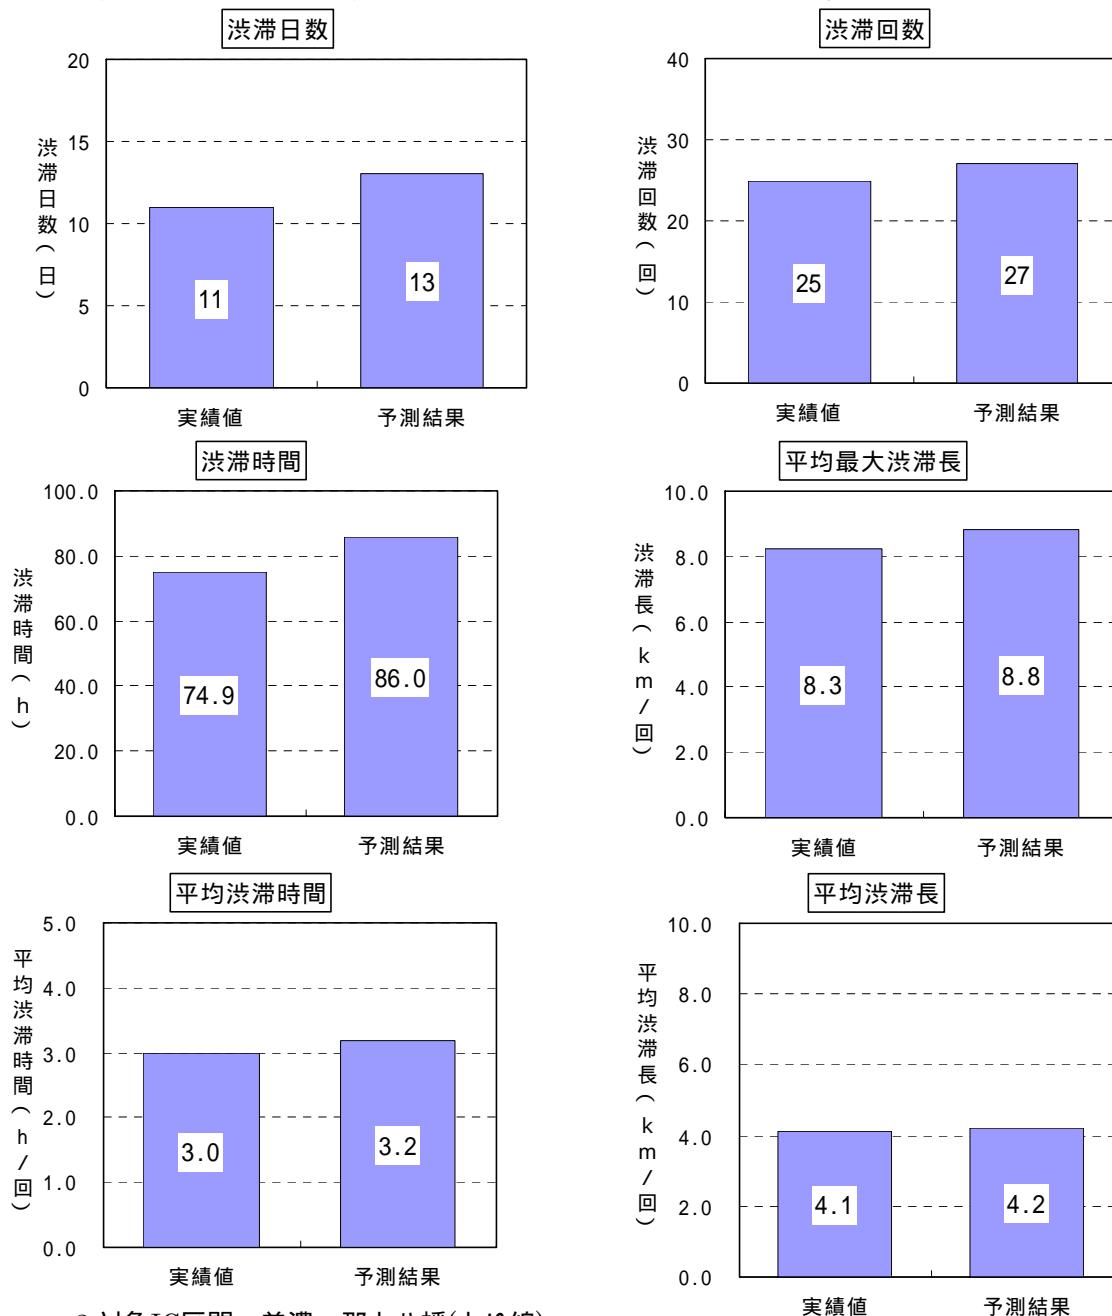 渋滞日数
20
15
10
5
0
渋滞日数(日)
11
13
実績値 予測結果
渋滞回数
40
30
20
10
0
渋滞回数(回)
25
27
実績値 予測結果
渋滞時間
100.0
80.0
60.0
40.0
20.0
0.0
渋滞時間(h)
74.9
86.0
実績値 予測結果
平均最大渋滞長
10.0
8.0
6.0
4.0
2.0
0.0
渋滞長(km/回)
8.3
8.8
実績値 予測結果
平均渋滞時間
5.0
4.0
3.0
2.0
1.0
0.0
平均渋滞時間(h/回)
3.0
3.2
実績値 予測結果
平均渋滞長
10.0
8.0
6.0
4.0
2.0
0.0
平均渋滞長(km/回)
4.1
4.2
実績値 予測結果